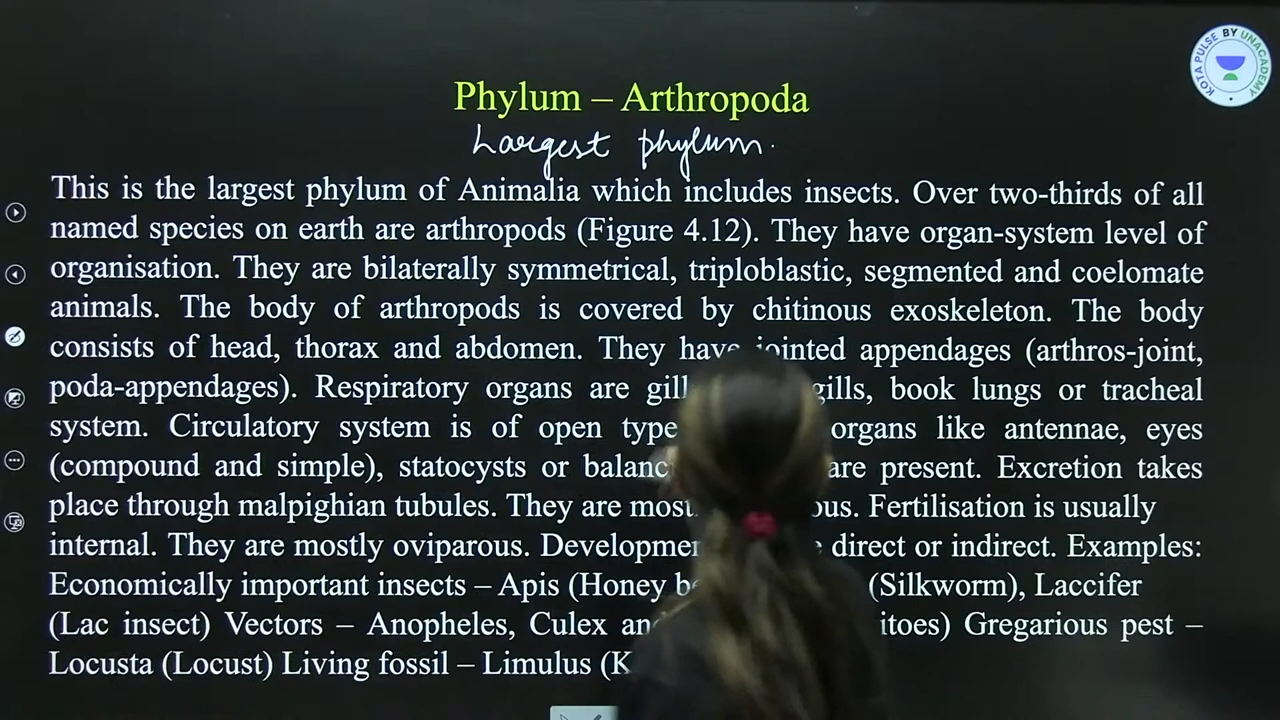 Phylum – Arthropoda
Largest phylum.
This is the largest phylum of Animalia which includes insects. Over two-thirds of all
named species on earth are arthropods (Figure 4.12). They have organ-system level of
organisation. They are bilaterally symmetrical, triploblastic, segmented and coelomate
animals. The body of arthropods is covered by chitinous exoskeleton. The body
consists of head, thorax and abdomen. They have jointed appendages (arthros-joint,
poda-appendages). Respiratory organs are gills, book lungs or tracheal
system. Circulatory system is of open type organs like antennae, eyes
(compound and simple), statocysts or are present. Excretion takes
place through malpighian tubules. They are Fertilisation is usually
internal. They are mostly oviparous. direct or indirect. Examples:
Economically important insects – Apis (Honey (Silkworm), Laccifer
(Lac insect) Vectors – Anopheles, Culex Gregarious pest –
Locusta (Locust) Living fossil – Limulus
KOTA PULSE BY UNACADEMY